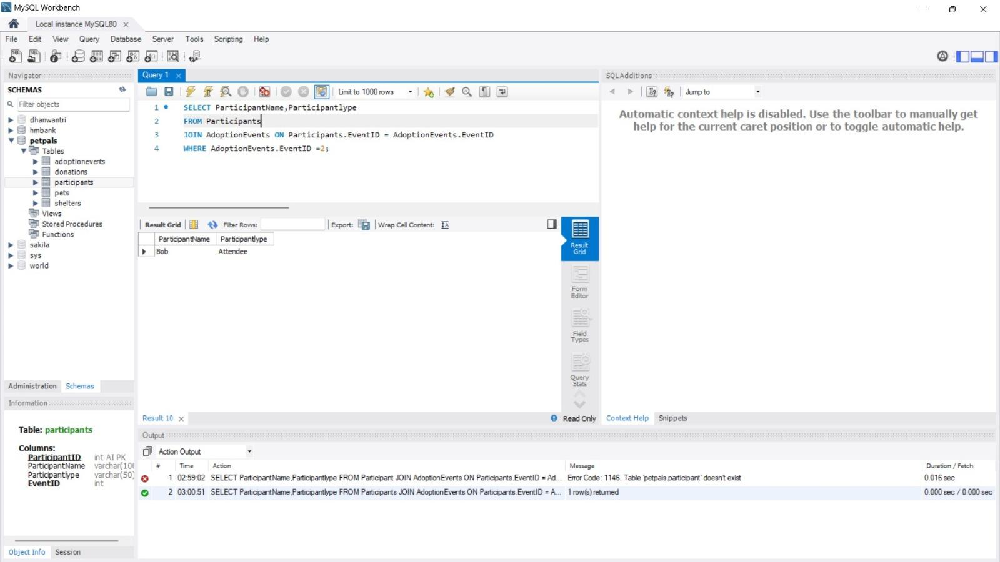 MySQL Workbench
Local instance MySQL80
File Edit View Query Database Server Tools Scripting Help
Navigator
SCHEMAS
Filter objects
dhanwantri
hmbank
petpals
Tables
adoptionevents
donations
participants
pets
shelters
Views
Stored Procedures
Functions
sakila
sys
world
Administration Schemas
Information
Table: participants
Columns:
ParticipantID int AI PK
ParticipantName varchar(100
Participantlype varchar(50)
EventID int
Object Info Session
Query 1
Limit to 1000 rows
1 SELECT ParticipantName,Participantlype
2 FROM Participants
3 JOIN AdoptionEvents ON Participants.EventID = AdoptionEvents.EventID
4 WHERE AdoptionEvents.EventID =2;
Result Grid Filter Rows: Export: Wrap Cell Content:
ParticipantName Participantlype
Bob Attendee
Result Grid
Form Editor
Field Types
Query Stats
Result 10 Read Only
SQLAdditions
Jump to
Automatic context help is disabled. Use the toolbar to manually get
help for the current caret position or to toggle automatic help.
Context Help Snippets
Output
Action Output
# Time Action Message Duration / Fetch
1 02:59:02 SELECT ParticipantName,Participantlype FROM Participant JOIN AdoptionEvents ON Participants.EventID = Ad... Error Code: 1146. Table 'petpals.participant' doesn't exist 0.016 sec
2 03:00:51 SELECT ParticipantName,Participantlype FROM Participants JOIN AdoptionEvents ON Participants.EventID = A... 1 row(s) returned 0.000 sec / 0.000 sec